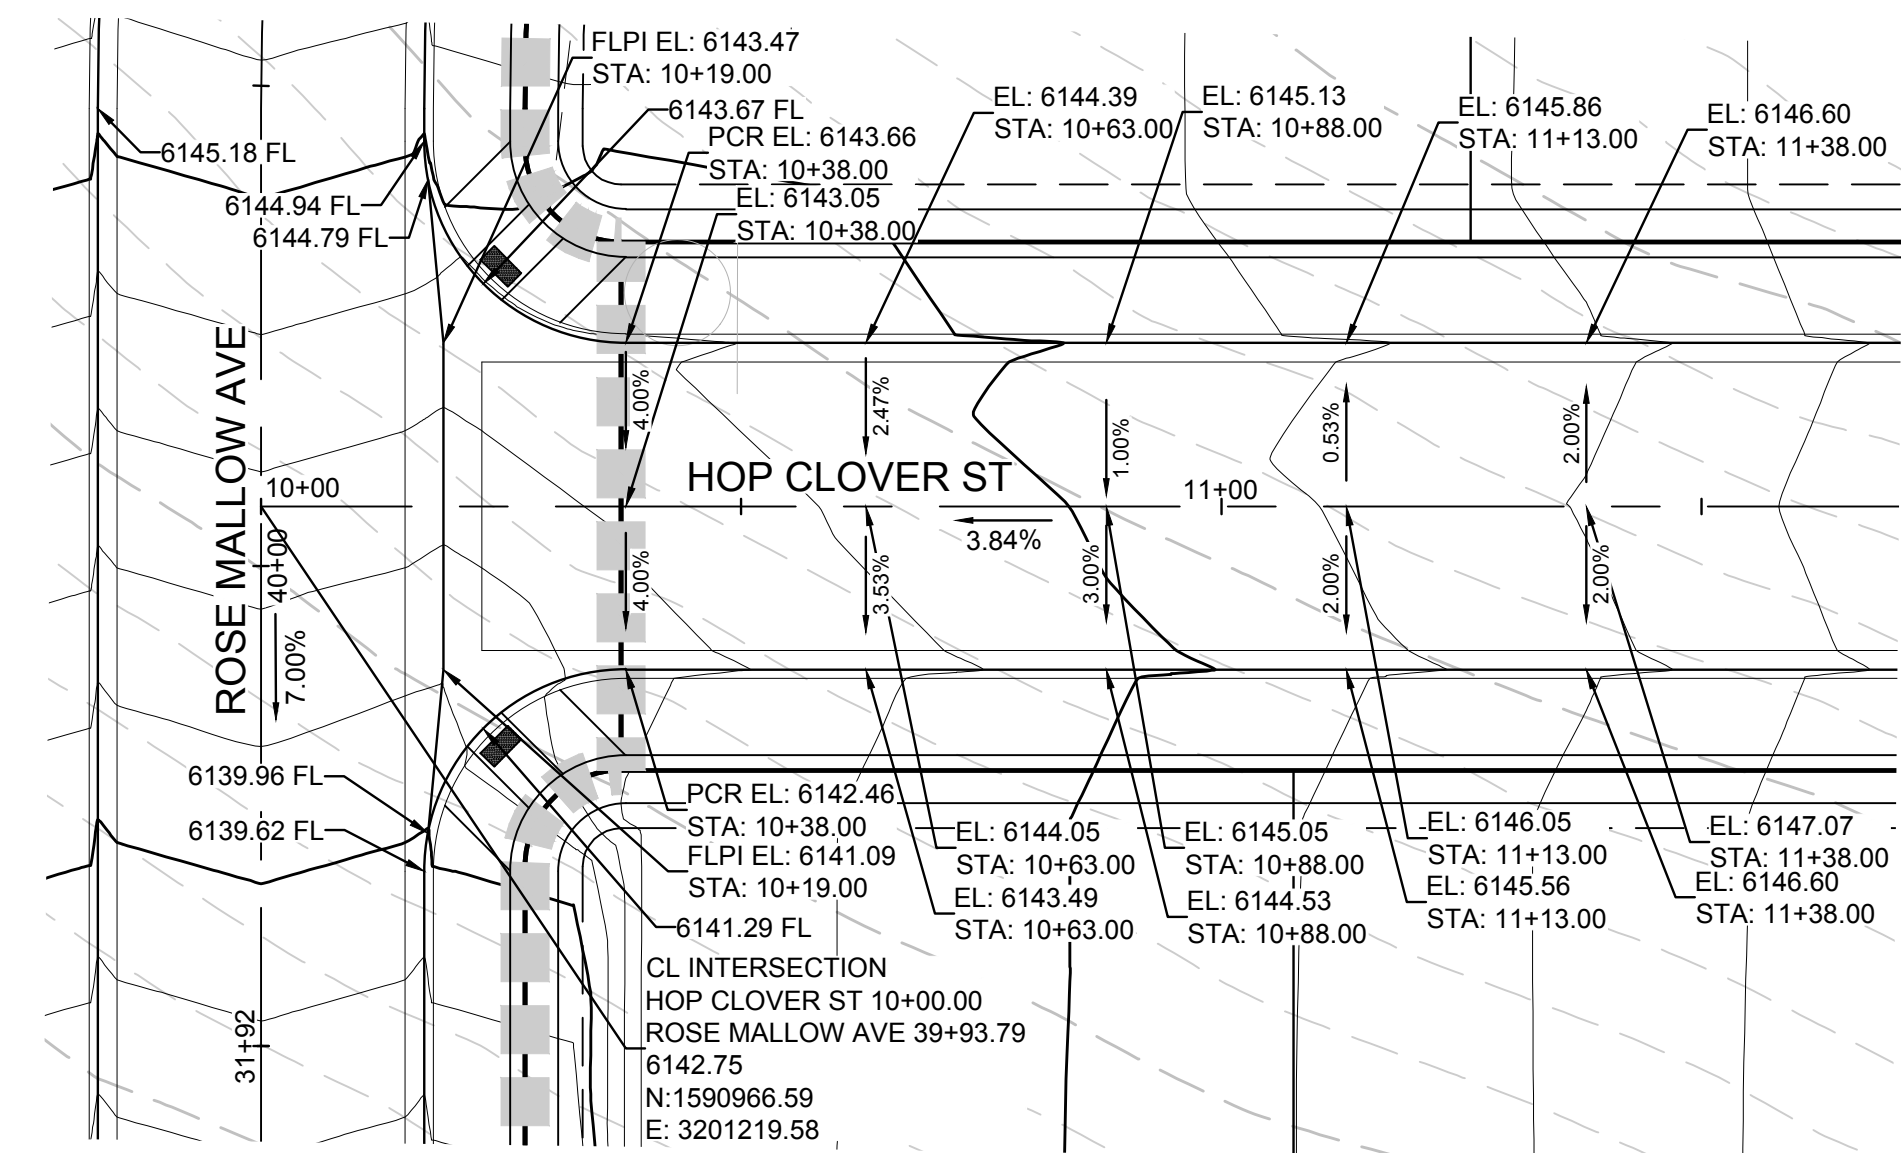 FLPI EL: 6143.47
STA: 10+19.00
6143.67 FL
PCR EL: 6143.66
STA: 10+38.00
EL: 6143.05
STA: 10+38.00
EL: 6144.39
STA: 10+63.00
EL: 6145.13
STA: 10+88.00
EL: 6145.86
STA: 11+13.00
EL: 6146.60
STA: 11+38.00
6145.18 FL
6144.94 FL
6144.79 FL
4.00%
2.47%
1.00%
0.53%
2.00%
ROSE MALLOW AVE
HOP CLOVER ST
10+00
11+00
3.84%
40+00
7.00%
4.00%
3.53%
3.00%
2.00%
2.00%
6139.96 FL
6139.62 FL
PCR EL: 6142.46
STA: 10+38.00
FLPI EL: 6141.09
STA: 10+19.00
6141.29 FL
EL: 6144.05
STA: 10+63.00
EL: 6143.49
STA: 10+63.00
EL: 6145.05
STA: 10+88.00
EL: 6144.53
STA: 10+88.00
EL: 6146.05
STA: 11+13.00
EL: 6145.56
STA: 11+13.00
EL: 6147.07
STA: 11+38.00
EL: 6146.60
STA: 11+38.00
CL INTERSECTION
HOP CLOVER ST 10+00.00
ROSE MALLOW AVE 39+93.79
6142.75
N:1590966.59
E: 3201219.58
31+92